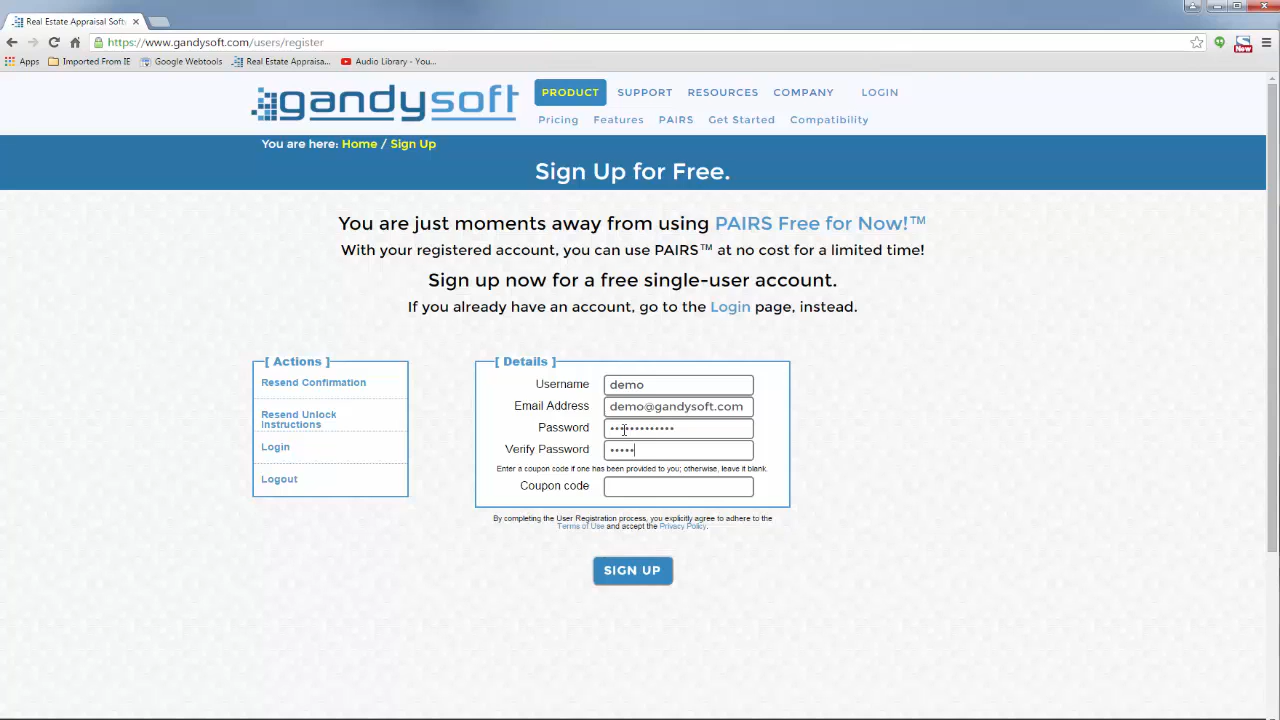 Real Estate Appraisal Soft
https://www.gandysoft.com/users/register
Apps Imported From IE Google Webtools Real Estate Appraisa... Audio Library - You...
New
gandysoft
PRODUCT SUPPORT RESOURCES COMPANY LOGIN
Pricing Features PAIRS Get Started Compatibility
You are here: Home / Sign Up
Sign Up for Free.
You are just moments away from using PAIRS Free for Now!™
With your registered account, you can use PAIRS™ at no cost for a limited time!
Sign up now for a free single-user account.
If you already have an account, go to the Login page, instead.
[ Actions ]
Resend Confirmation
Resend Unlock
Instructions
Login
Logout
[ Details ]
Username demo
Email Address demo@gandysoft.com
Password •••••••••••••
Verify Password •••••
Enter a coupon code if one has been provided to you; otherwise, leave it blank.
Coupon code
By completing the User Registration process, you explicitly agree to adhere to the
Terms of Use and accept the Privacy Policy.
SIGN UP